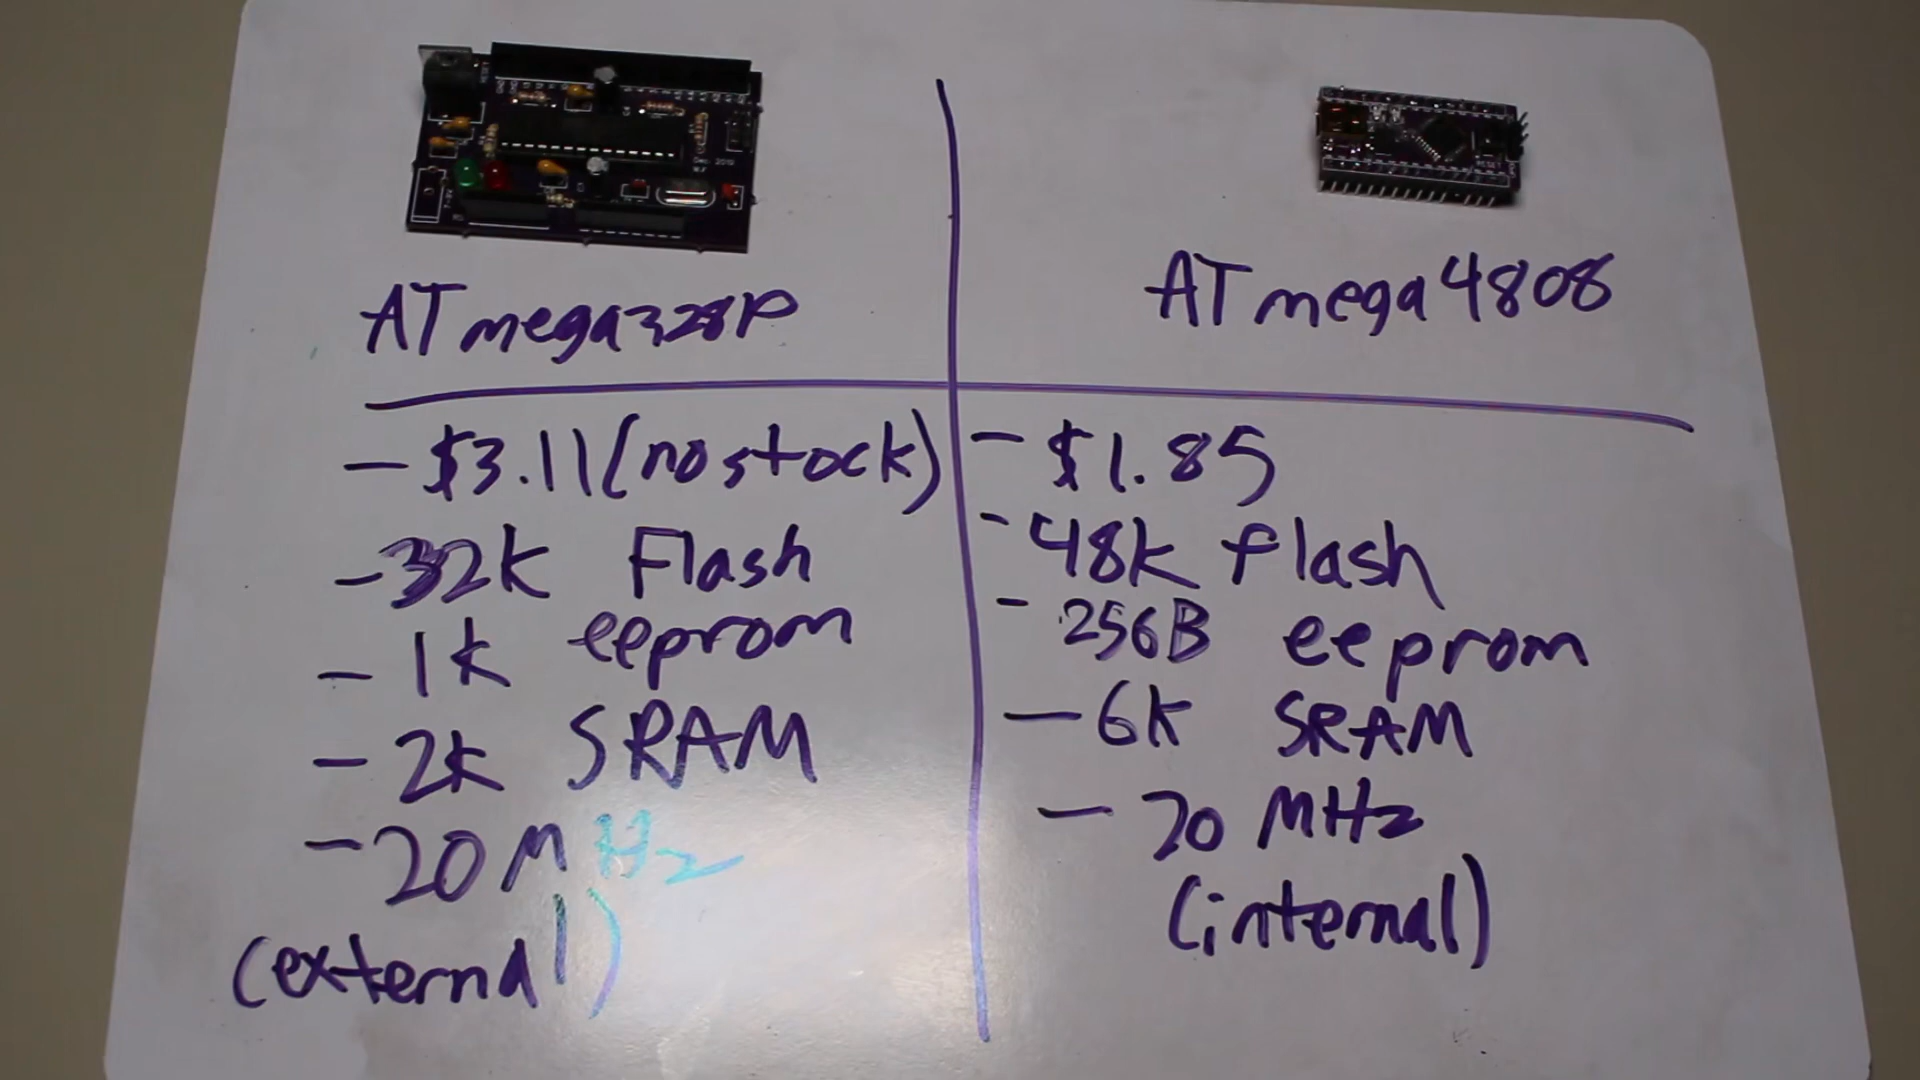 ATmega328P
- $3.11 (no stock)
- 32k Flash
- 1k eeprom
- 2k SRAM
- 20 MHz
(external)
ATmega4808
- $1.85
- 48k flash
- 256B eeprom
- 6k SRAM
- 20 MHz
(internal)